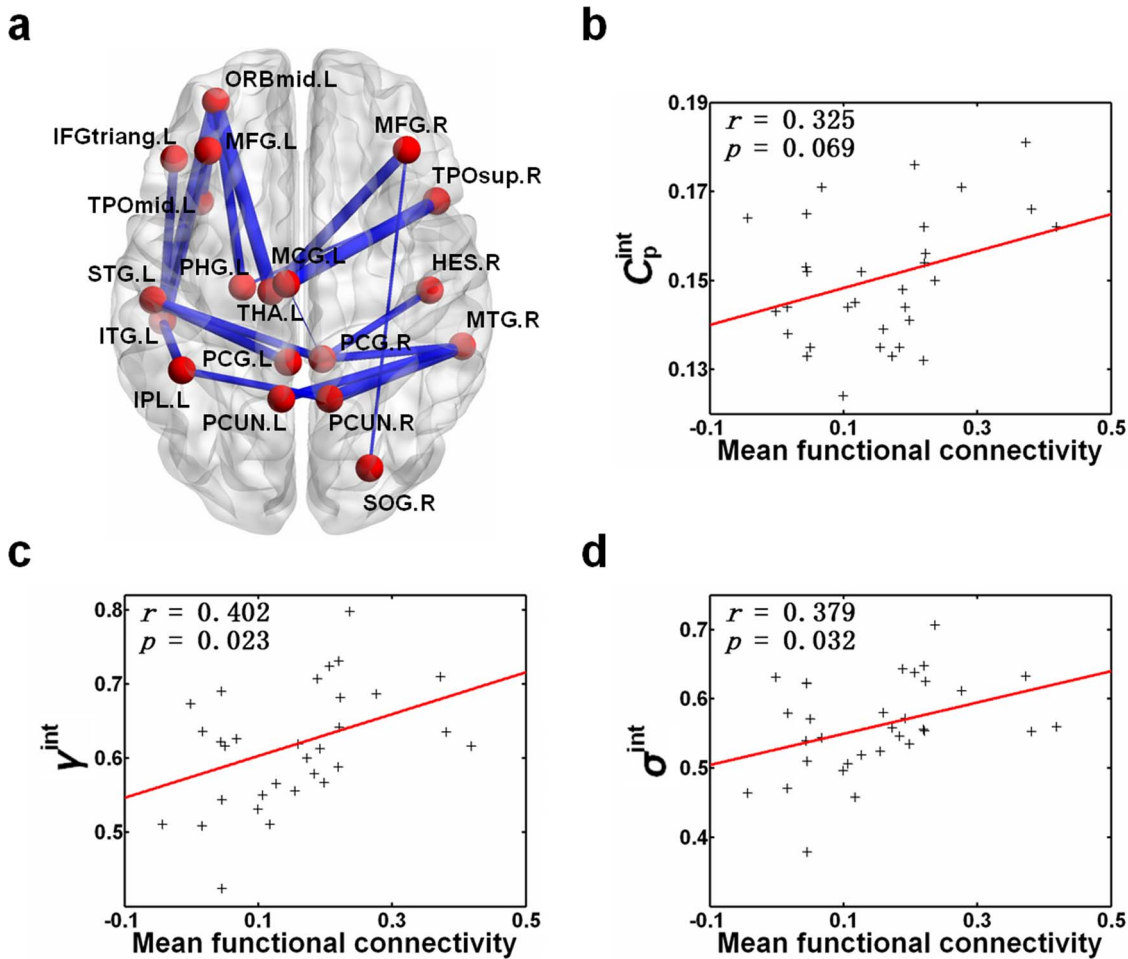 a
ORBmid.L
IFGtriang.L
MFG.L
MFG.R
TPOmid.L
TPOsup.R
STG.L
PHG.L
MCG.L
HES.R
THA.L
ITG.L
MTG.R
PCG.L
PCG.R
IPL.L
PCUN.L
PCUN.R
SOG.R
b
r = 0.325
p = 0.069
0.19
0.17
0.15
0.13
C_p^int
-0.1 0.1 0.3 0.5
Mean functional connectivity
c
r = 0.402
p = 0.023
0.8
0.7
0.6
0.5
γ^int
-0.1 0.1 0.3 0.5
Mean functional connectivity
d
r = 0.379
p = 0.032
0.7
0.6
0.5
0.4
σ^int
-0.1 0.1 0.3 0.5
Mean functional connectivity